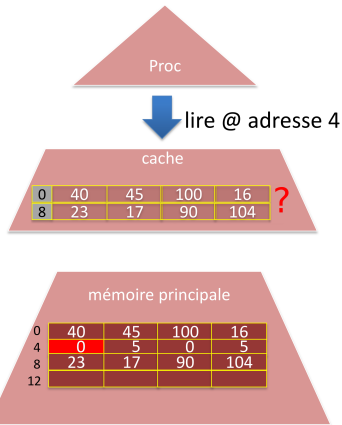 Proc
lire @ adresse 4
cache
0 40 45 100 16 ?
8 23 17 90 104
mémoire principale
0 40 45 100 16
4 0 5 0 5
8 23 17 90 104
12